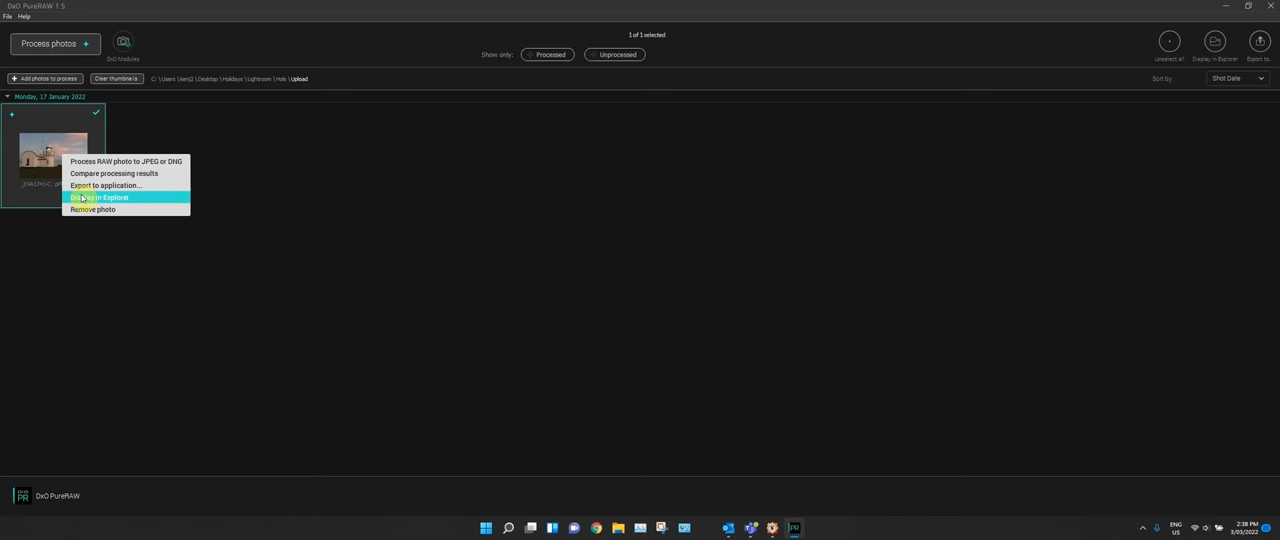 DxO PureRAW 1.5
File Help
Process photos
DxO Modules
Show only:
Processed
Unprocessed
1 of 1 selected
Unselect all
Display in Explorer
Export to...
Add photos to process
Clear thumbnails
C: \Users \kenj2 \Desktop \Holidays \Lightroom \Hols \Upload
Sort by:
Shot Date
Monday, 17 January 2022
Process RAW photo to JPEG or DNG
Compare processing results
Export to application...
Display in Explorer
Remove photo
DxO PR
DxO PureRAW
ENG
US
2:38 PM
3/03/2022